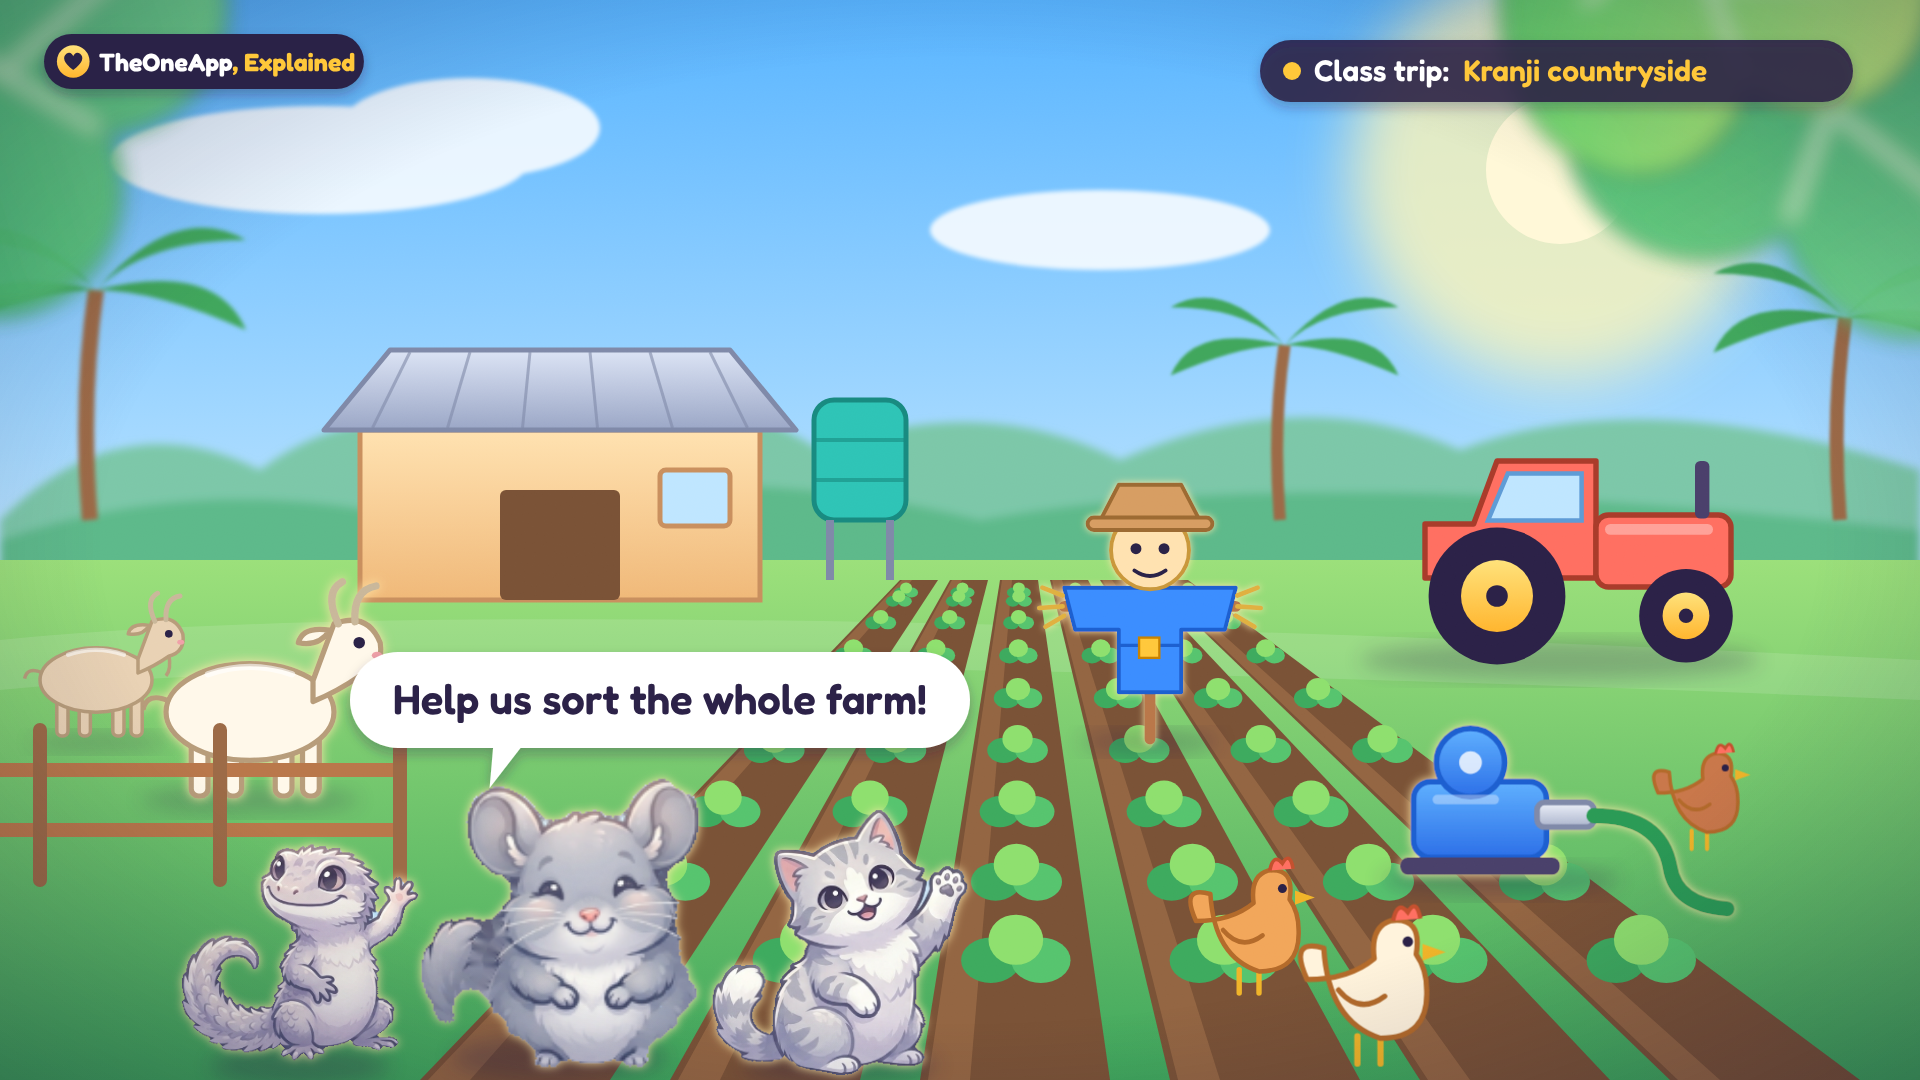 TheOneApp, Explained
Class trip: Kranji countryside
Help us sort the whole farm!